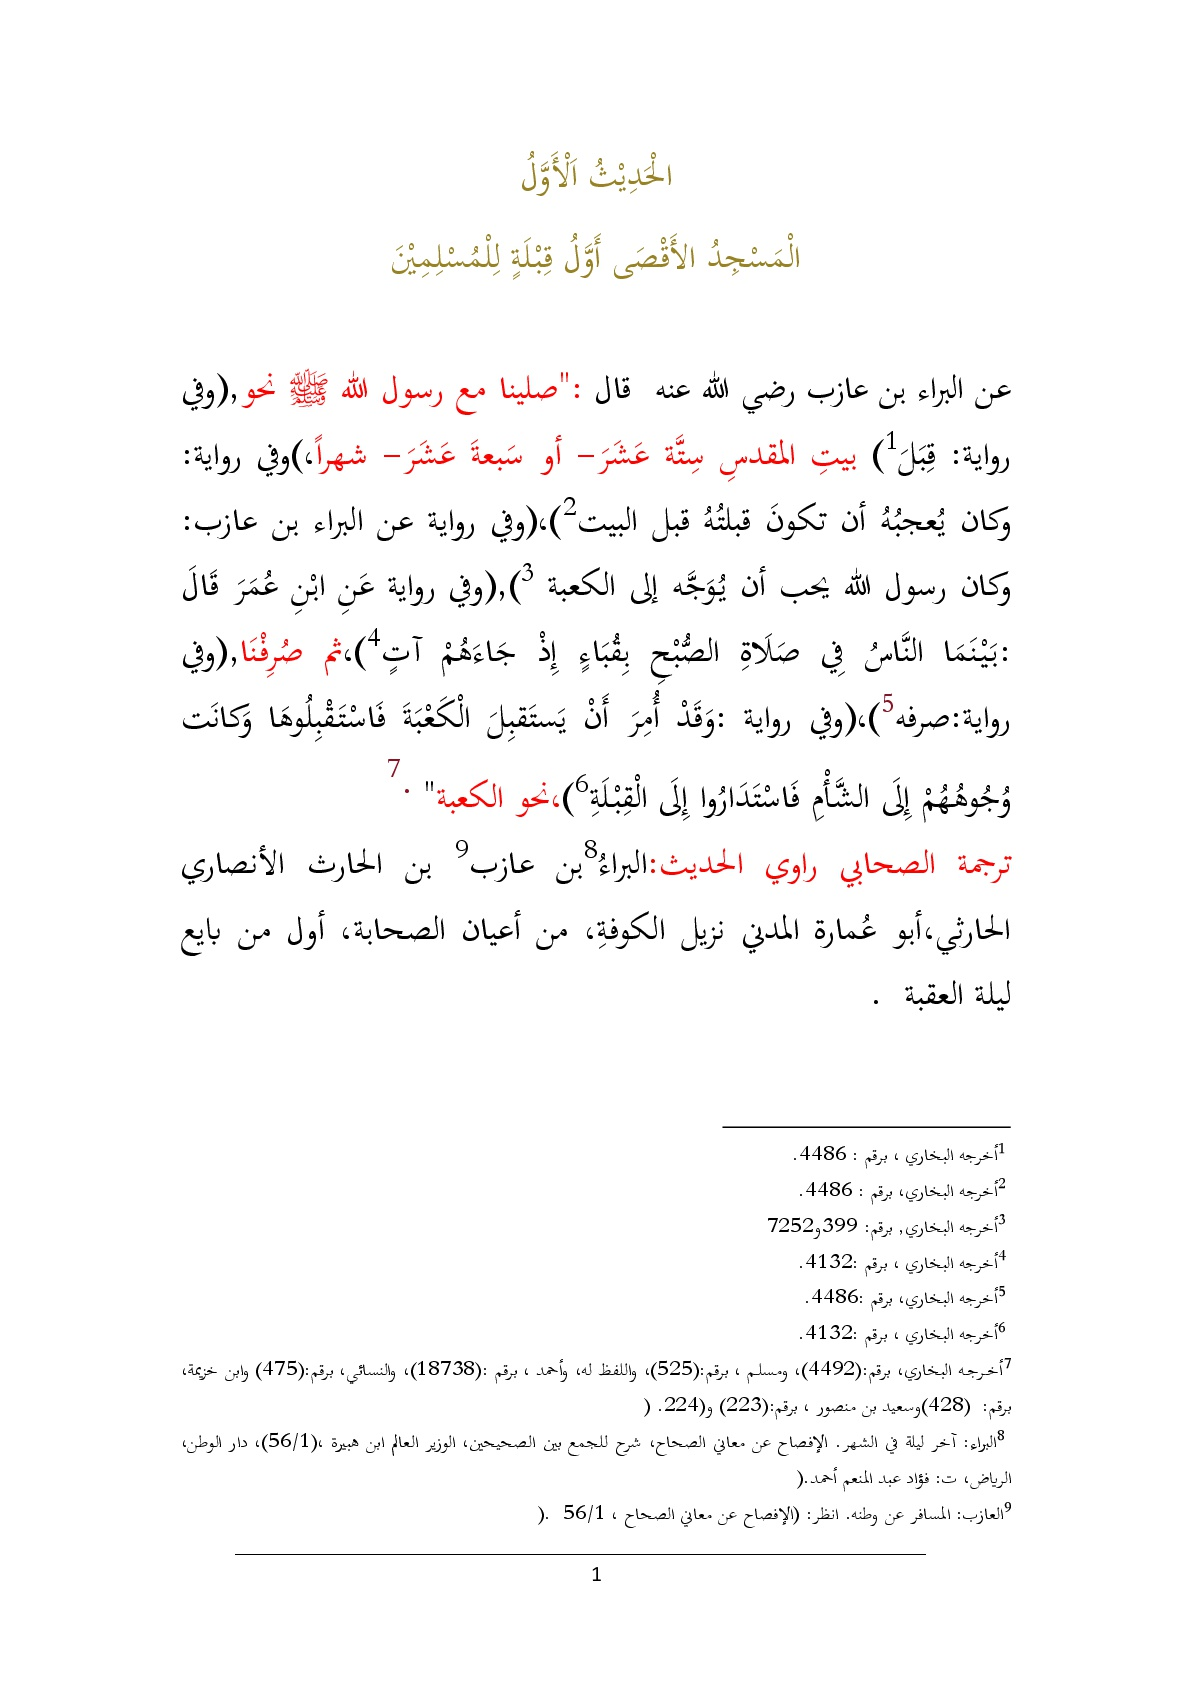 الْحَدِيْثُ اَلْأَوَّلُ
الْمَسْجِدُ الأَقْصَى أَوَّلُ قِبْلَةٍ لِلْمُسْلِمِيْنَ
عن البراء بن عازب رضي الله عنه قال :"صلينا مع رسول الله ﷺ نحو ,(وفي
رواية: قِبَلَ1) بيتِ المقدسِ سِتَّة عَشَرَ– أو سَبعةَ عَشَرَ– شهراً،)وفي رواية:
وكان يُعجبُهُ أن تكونَ قبلتُهُ قبل البيت2)،(وفي رواية عن البراء بن عازب:
وكان رسول الله يحب أن يُوَجَّه إلى الكعبة 3),(وفي رواية عَنِ ابْنِ عُمَرَ قَالَ
:بَيْنَمَا النَّاسُ فِي صَلَاةِ الصُّبْحِ بِقُبَاءٍ إِذْ جَاءَهُمْ آتٍ4)،ثم صُرِفْنَا,(وفي
رواية:صرفه5)،(وفي رواية :وَقَدْ أُمِرَ أَنْ يَستَقبِلَ الْكَعْبَةَ فَاسْتَقْبِلُوهَا وَكانَت
وُجُوهُهُمْ إِلَى الشَّأْمِ فَاسْتَدَارُوا إِلَى الْقِبْلَةِ6)،نحو الكعبة" .7
ترجمة الصحابي راوي الحديث:البراءُ8بن عازب9 بن الحارث الأنصاري
الحارثي،أبو عُمارة المدني نزيل الكوفةِ، من أعيان الصحابة، أول من بايع
ليلة العقبة .
1أخرجه البخاري ، برقم : 4486.
2أخرجه البخاري، برقم : 4486.
3أخرجه البخاري, برقم: 399و7252
4أخرجه البخاري ، برقم :4132.
5أخرجه البخاري، برقم :4486.
6أخرجه البخاري ، برقم :4132.
7أخرجه البخاري، برقم:(4492)، ومسلم ، برقم:(525)، واللفظ له، وأحمد ، برقم :(18738)، والنسائي، برقم:(475) وابن خزيمة،
برقم: (428)وسعيد بن منصور ، برقم:(223) و(224. (
8البراء: آخر ليلة في الشهر. الإفصاح عن معاني الصحاح، شرح للجمع بين الصحيحين، الوزير العالم ابن هبيرة ،(56/1)، دار الوطن،
الرياض، ت: فؤاد عبد المنعم أحمد.(
9العازب: المسافر عن وطنه. انظر: (الإفصاح عن معاني الصحاح ، 56/1 .(
1